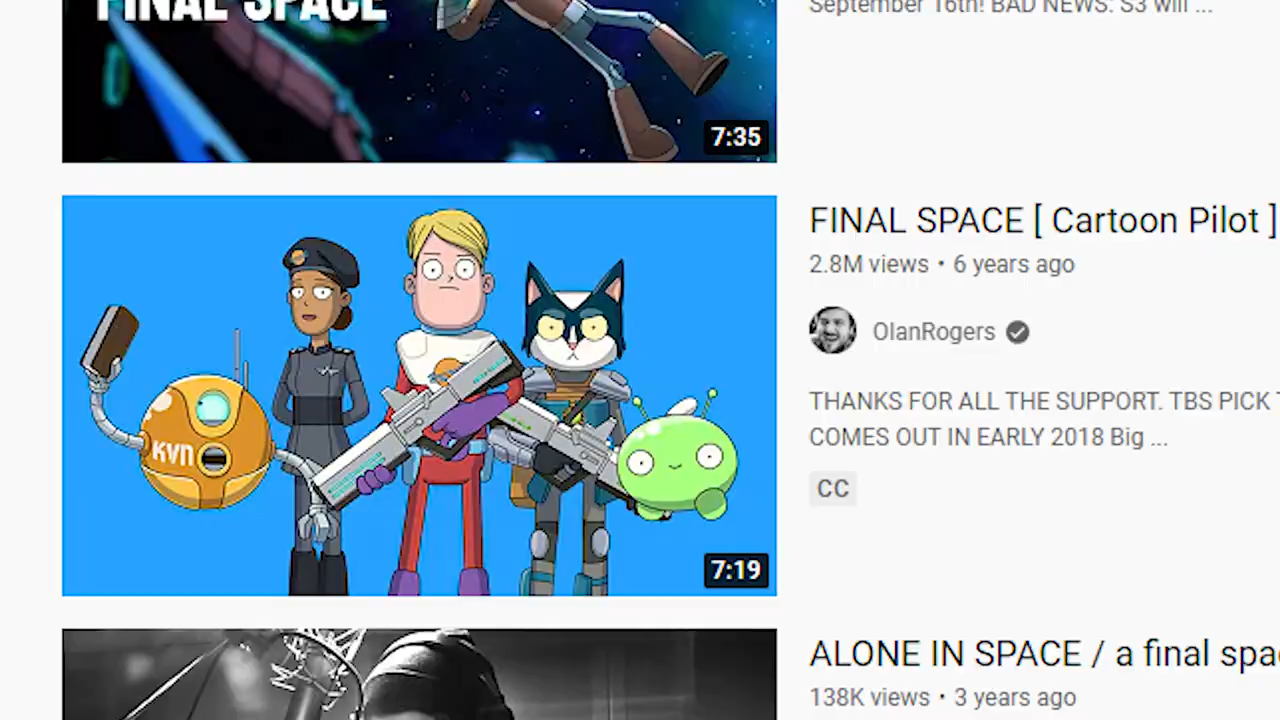 FINAL SPACE
September 16th! BAD NEWS: S3 will ...
7:35
FINAL SPACE [ Cartoon Pilot ]
2.8M views • 6 years ago
OlanRogers
THANKS FOR ALL THE SUPPORT. TBS PICK
COMES OUT IN EARLY 2018 Big ...
CC
KVN
7:19
ALONE IN SPACE / a final spa
138K views • 3 years ago